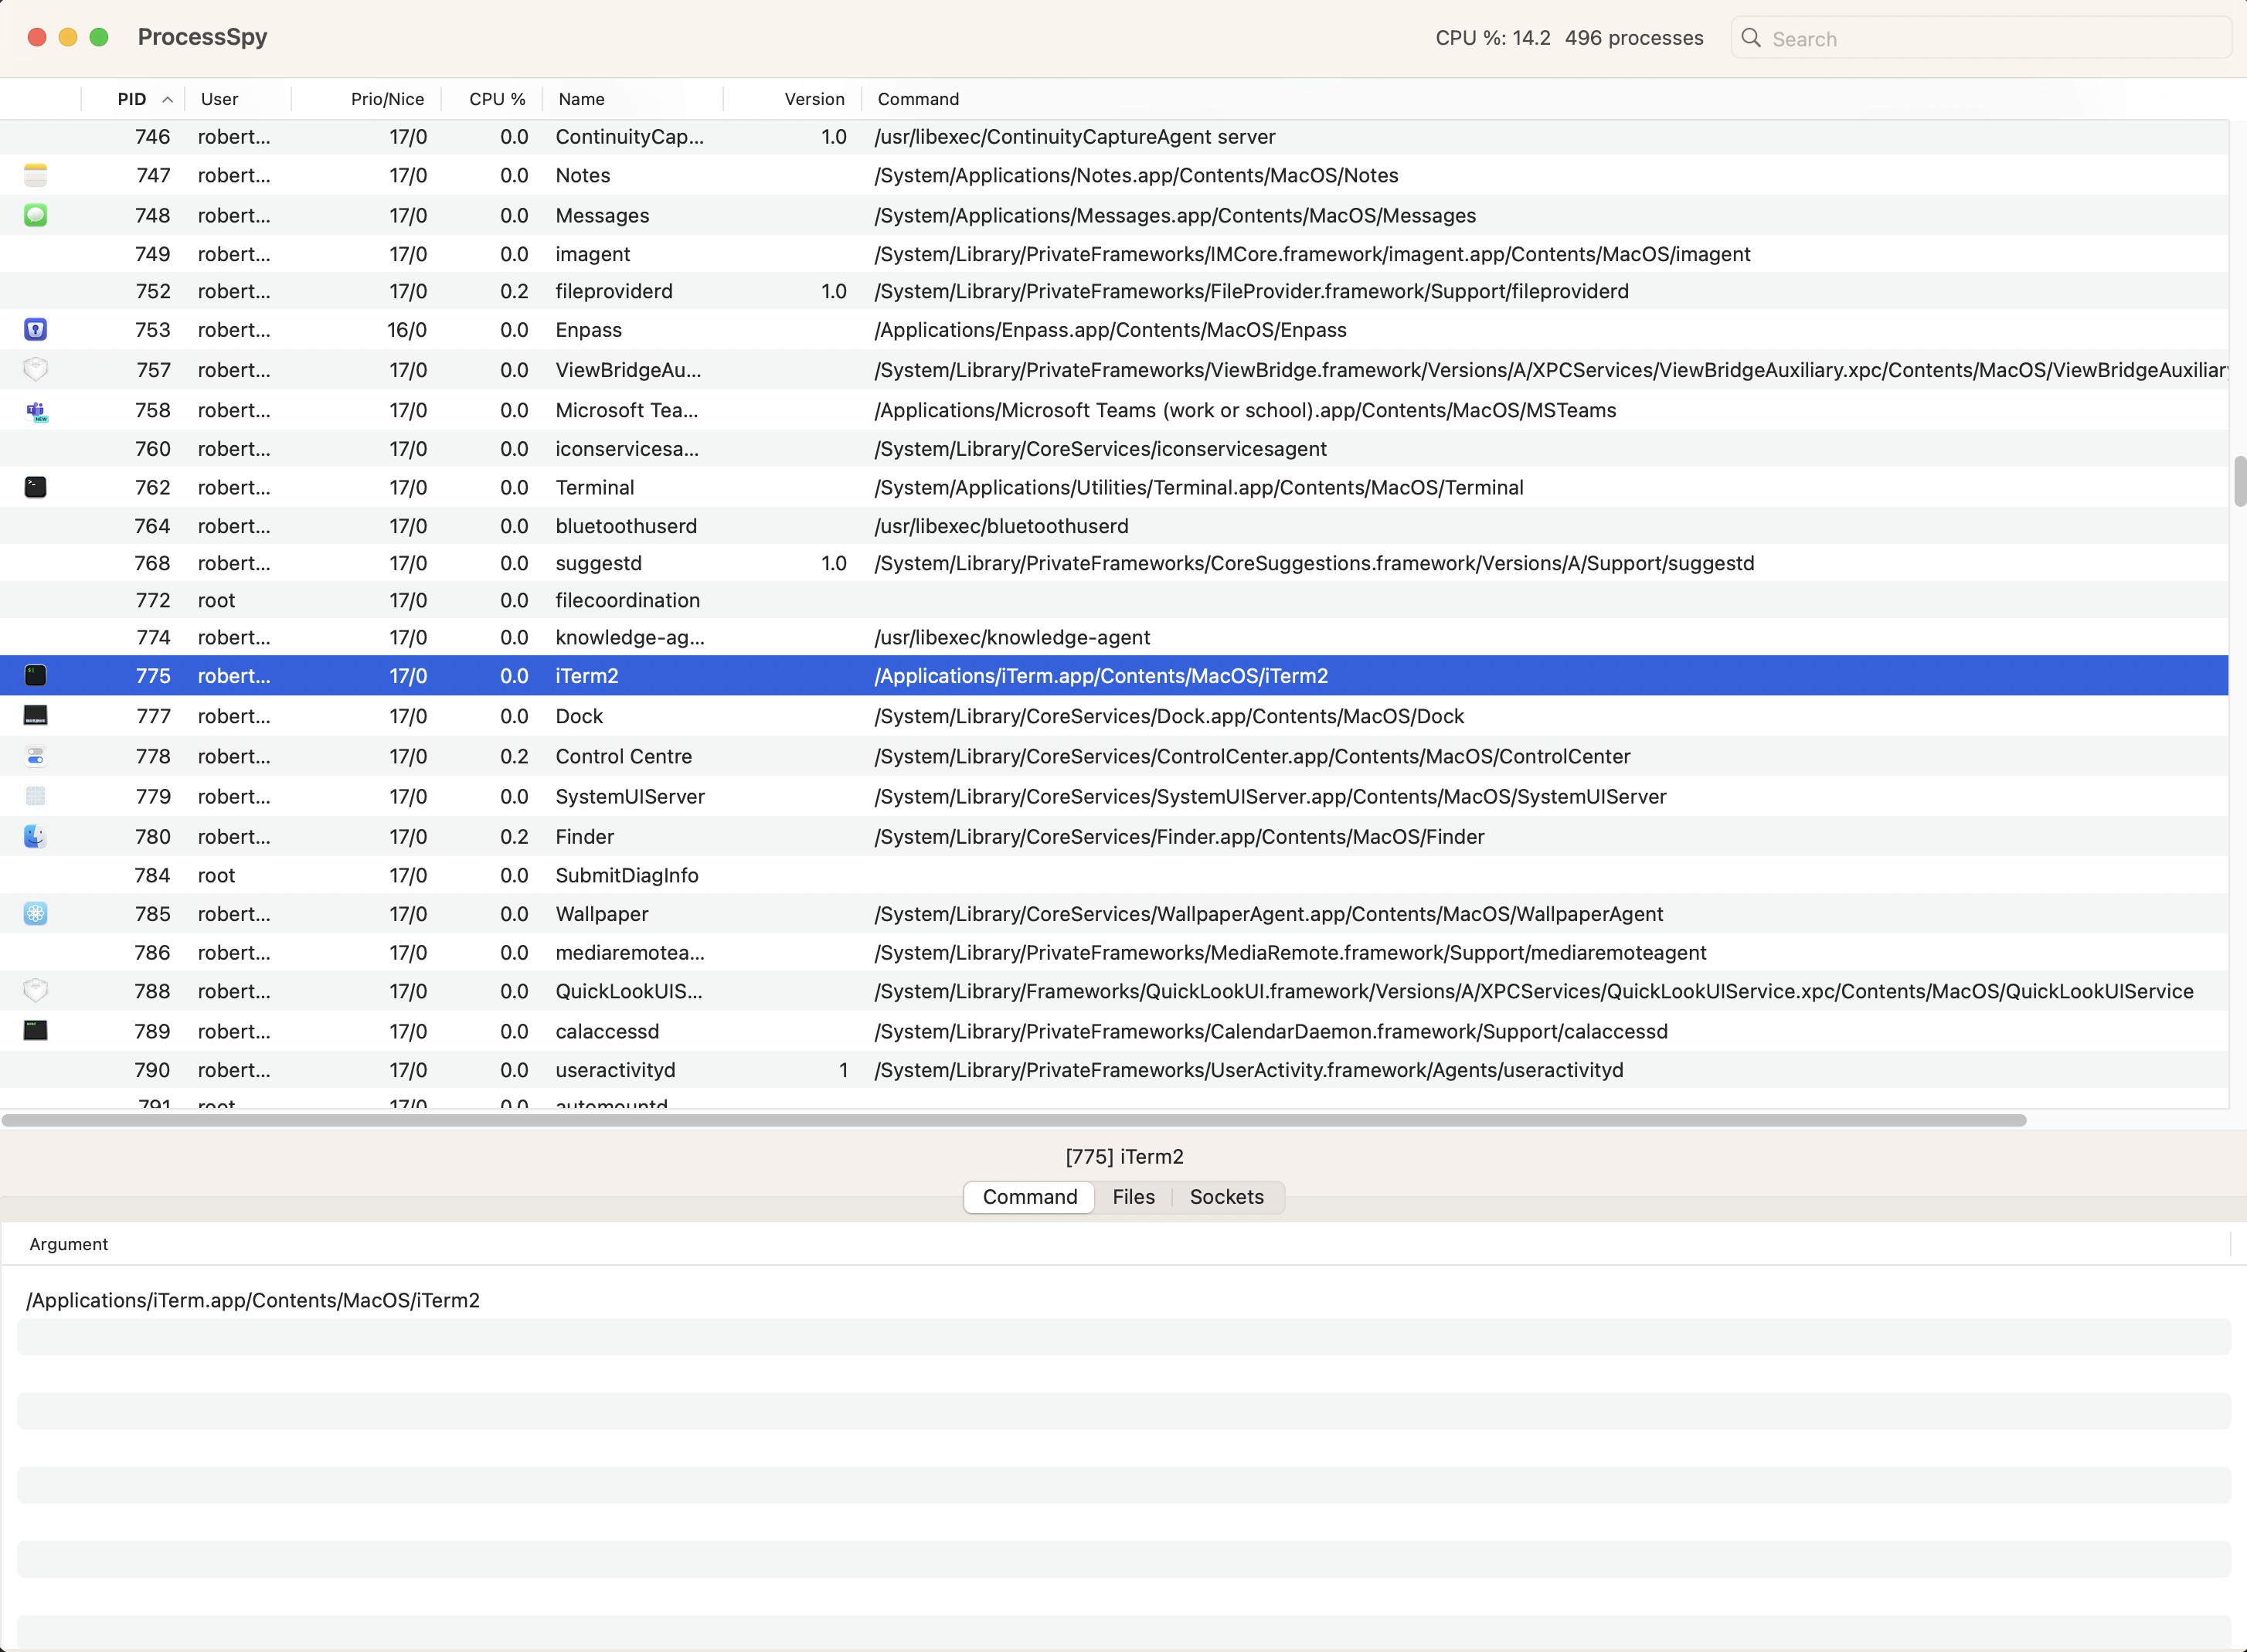 ProcessSpy CPU %: 14.2 496 processes Search
PID User Prio/Nice CPU % Name Version Command
746 robert... 17/0 0.0 ContinuityCap... 1.0 /usr/libexec/ContinuityCaptureAgent server
747 robert... 17/0 0.0 Notes /System/Applications/Notes.app/Contents/MacOS/Notes
748 robert... 17/0 0.0 Messages /System/Applications/Messages.app/Contents/MacOS/Messages
749 robert... 17/0 0.0 imagent /System/Library/PrivateFrameworks/IMCore.framework/imagent.app/Contents/MacOS/imagent
752 robert... 17/0 0.2 fileproviderd 1.0 /System/Library/PrivateFrameworks/FileProvider.framework/Support/fileproviderd
753 robert... 16/0 0.0 Enpass /Applications/Enpass.app/Contents/MacOS/Enpass
757 robert... 17/0 0.0 ViewBridgeAu... /System/Library/PrivateFrameworks/ViewBridge.framework/Versions/A/XPCServices/ViewBridgeAuxiliary.xpc/Contents/MacOS/ViewBridgeAuxiliary
758 robert... 17/0 0.0 Microsoft Tea... /Applications/Microsoft Teams (work or school).app/Contents/MacOS/MSTeams
760 robert... 17/0 0.0 iconservicesa... /System/Library/CoreServices/iconservicesagent
762 robert... 17/0 0.0 Terminal /System/Applications/Utilities/Terminal.app/Contents/MacOS/Terminal
764 robert... 17/0 0.0 bluetoothuserd /usr/libexec/bluetoothuserd
768 robert... 17/0 0.0 suggestd 1.0 /System/Library/PrivateFrameworks/CoreSuggestions.framework/Versions/A/Support/suggestd
772 root 17/0 0.0 filecoordination
774 robert... 17/0 0.0 knowledge-ag... /usr/libexec/knowledge-agent
775 robert... 17/0 0.0 iTerm2 /Applications/iTerm.app/Contents/MacOS/iTerm2
777 robert... 17/0 0.0 Dock /System/Library/CoreServices/Dock.app/Contents/MacOS/Dock
778 robert... 17/0 0.2 Control Centre /System/Library/CoreServices/ControlCenter.app/Contents/MacOS/ControlCenter
779 robert... 17/0 0.0 SystemUIServer /System/Library/CoreServices/SystemUIServer.app/Contents/MacOS/SystemUIServer
780 robert... 17/0 0.2 Finder /System/Library/CoreServices/Finder.app/Contents/MacOS/Finder
784 root 17/0 0.0 SubmitDiagInfo
785 robert... 17/0 0.0 Wallpaper /System/Library/CoreServices/WallpaperAgent.app/Contents/MacOS/WallpaperAgent
786 robert... 17/0 0.0 mediaremotea... /System/Library/PrivateFrameworks/MediaRemote.framework/Support/mediaremoteagent
788 robert... 17/0 0.0 QuickLookUIS... /System/Library/Frameworks/QuickLookUI.framework/Versions/A/XPCServices/QuickLookUIService.xpc/Contents/MacOS/QuickLookUIService
789 robert... 17/0 0.0 calaccessd /System/Library/PrivateFrameworks/CalendarDaemon.framework/Support/calaccessd
790 robert... 17/0 0.0 useractivityd 1 /System/Library/PrivateFrameworks/UserActivity.framework/Agents/useractivityd
791 root 17/0 0.0 automountd
[775] iTerm2
Command Files Sockets
Argument
/Applications/iTerm.app/Contents/MacOS/iTerm2